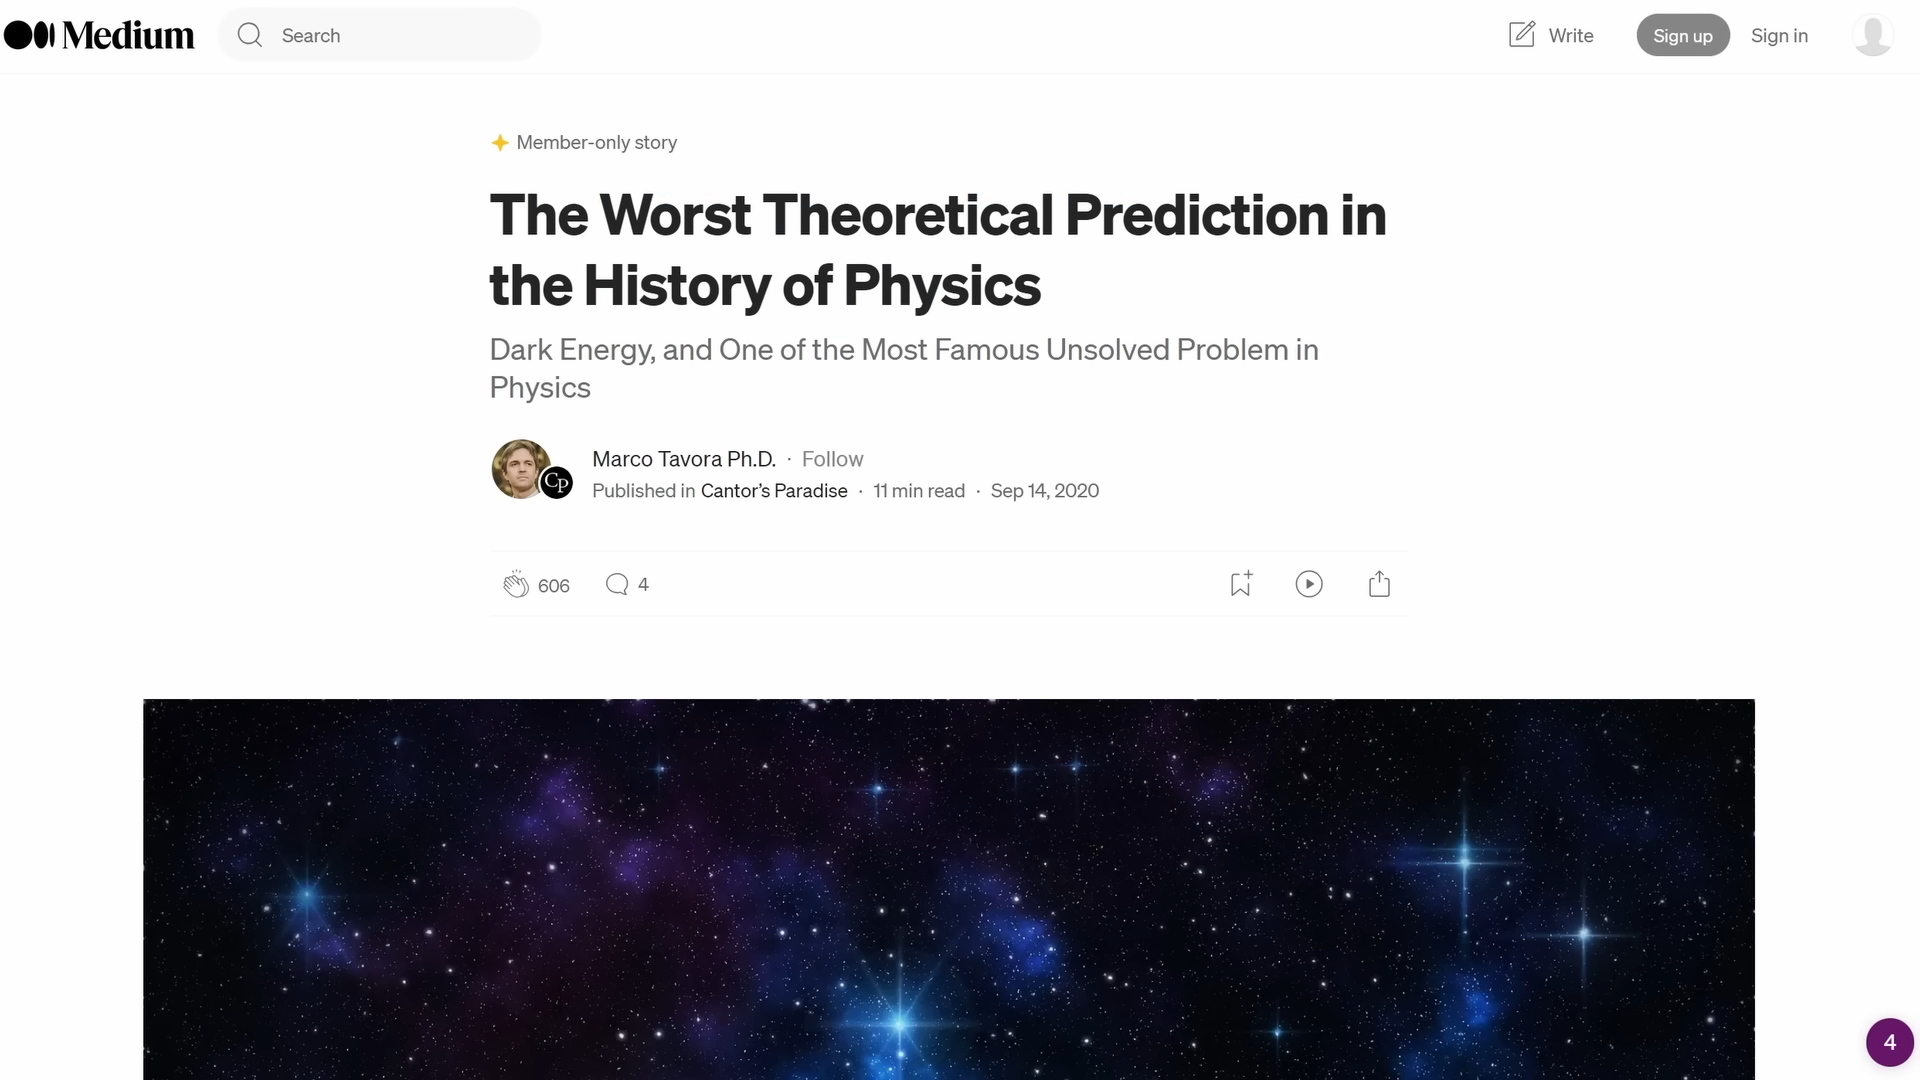 Medium
Search
Write
Sign up
Sign in
Member-only story
The Worst Theoretical Prediction in
the History of Physics
Dark Energy, and One of the Most Famous Unsolved Problem in
Physics
CP
Marco Tavora Ph.D. · Follow
Published in Cantor’s Paradise · 11 min read · Sep 14, 2020
606
4
4